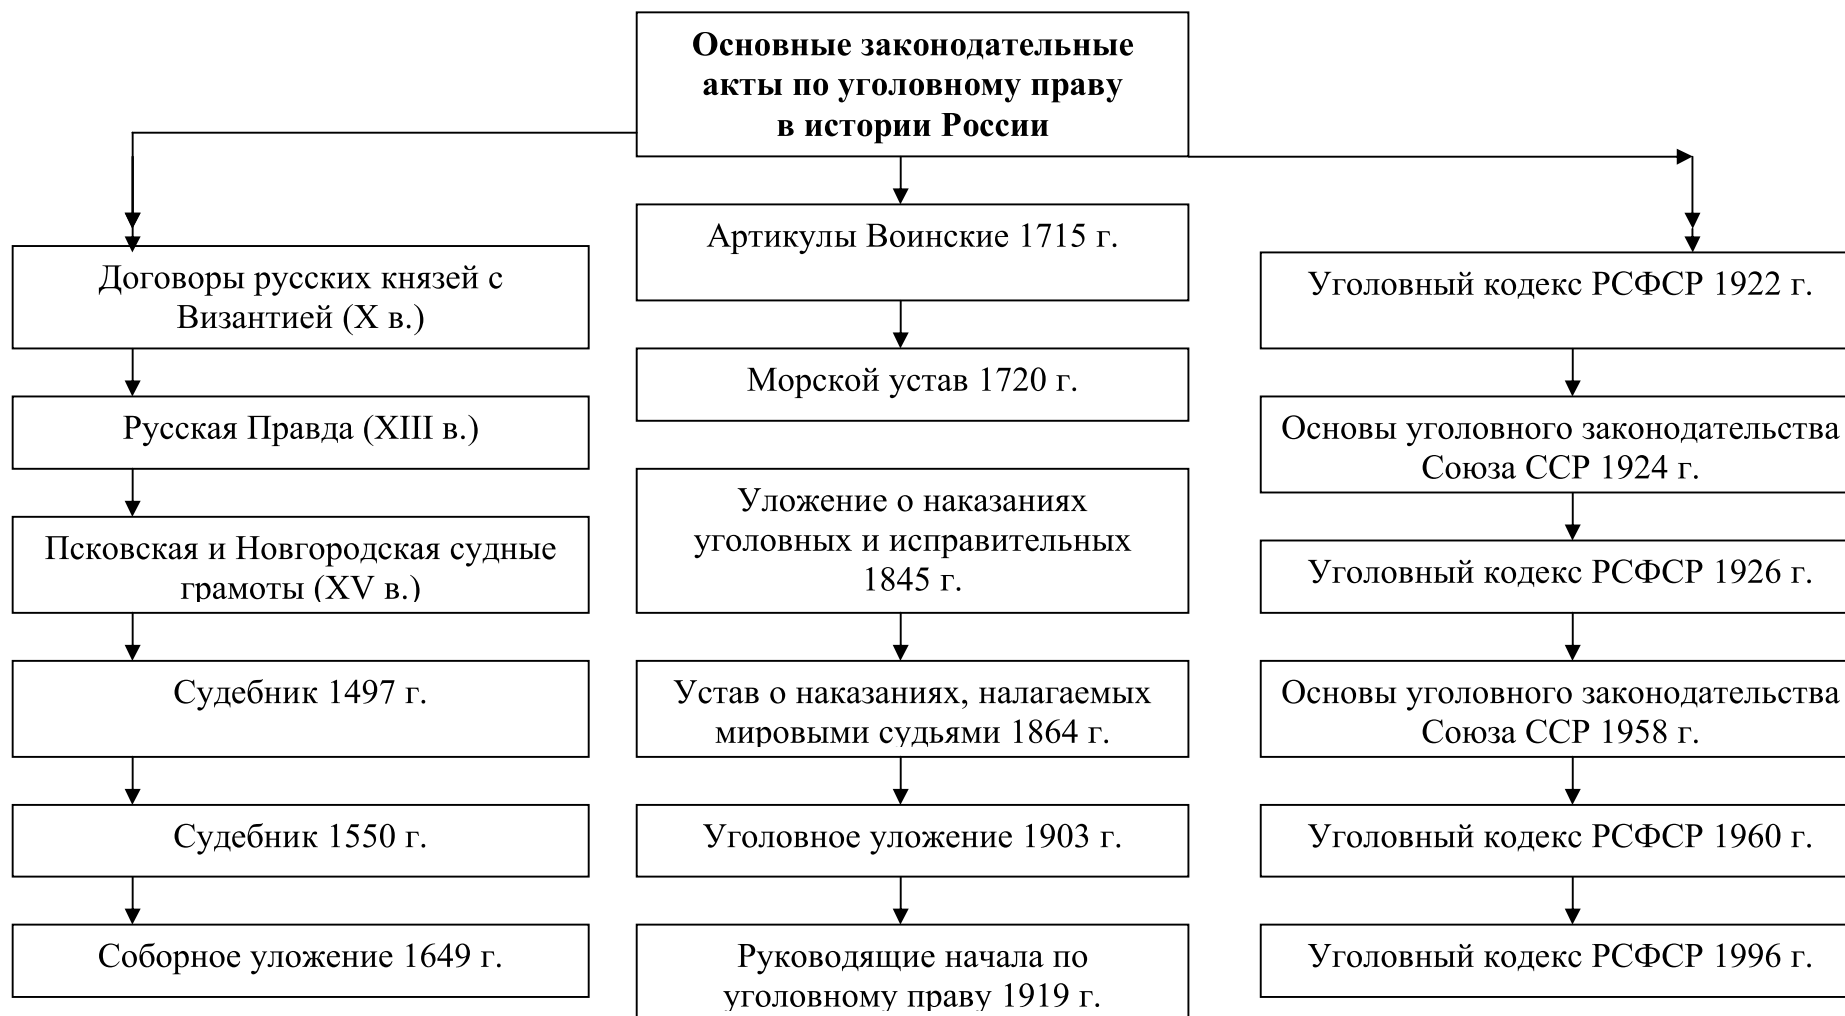 Основные законодательные
акты по уголовному праву
в истории России
Договоры русских князей с
Византией (X в.)
Русская Правда (XIII в.)
Псковская и Новгородская судные
грамоты (XV в.)
Судебник 1497 г.
Судебник 1550 г.
Соборное уложение 1649 г.
Артикулы Воинские 1715 г.
Морской устав 1720 г.
Уложение о наказаниях
уголовных и исправительных
1845 г.
Устав о наказаниях, налагаемых
мировыми судьями 1864 г.
Уголовное уложение 1903 г.
Руководящие начала по
уголовному праву 1919 г.
Уголовный кодекс РСФСР 1922 г.
Основы уголовного законодательства
Союза ССР 1924 г.
Уголовный кодекс РСФСР 1926 г.
Основы уголовного законодательства
Союза ССР 1958 г.
Уголовный кодекс РСФСР 1960 г.
Уголовный кодекс РСФСР 1996 г.